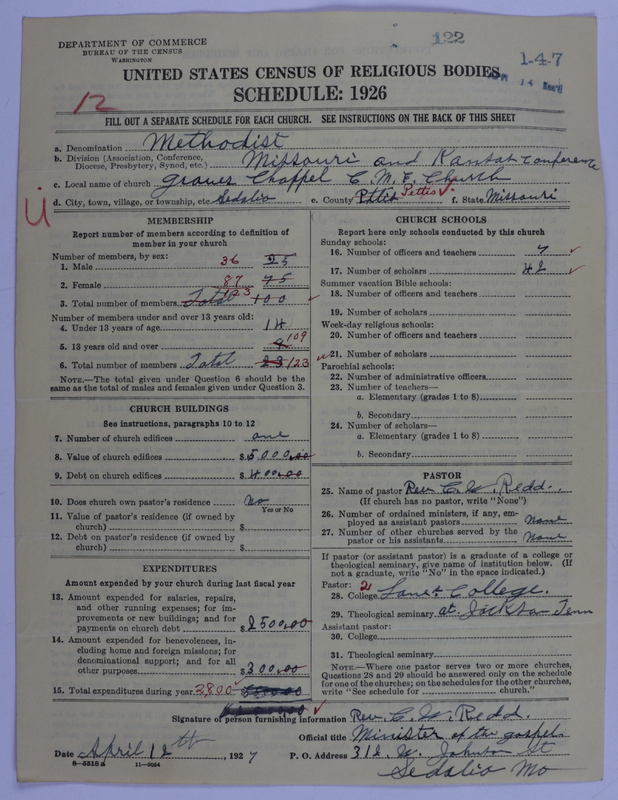 122
DEPARTMENT OF COMMERCE
BUREAU OF THE CENSUS
WASHINGTON
1-4-7
14
UNITED STATES CENSUS OF RELIGIOUS BODIES
SCHEDULE: 1926
12
FILL OUT A SEPARATE SCHEDULE FOR EACH CHURCH. SEE INSTRUCTIONS ON THE BACK OF THIS SHEET
a. Denomination Methodist
b. Division (Association, Conference, Diocese, Presbytery, Synod, etc.) Missouri and Kansas Conference
c. Local name of church Graves Chappel C. M. E. Church
d. City, town, village, or township, etc. Sedalia e. County Pettis Pettis f. State Missouri
MEMBERSHIP
Report number of members according to definition of
member in your church
Number of members, by sex:
1. Male 36 25
2. Female 87 75
3. Total number of members Total 123 100
Number of members under and over 13 years old:
4. Under 13 years of age 14
5. 13 years old and over 9 109
6. Total number of members Total 23 123
NOTE.—The total given under Question 6 should be the
same as the total of males and females given under Question 3.
CHURCH BUILDINGS
See instructions, paragraphs 10 to 12
7. Number of church edifices one
8. Value of church edifices $5000.00
9. Debt on church edifices $400.00
10. Does church own pastor's residence No
Yes or No
11. Value of pastor's residence (if owned by
church) $
12. Debt on pastor's residence (if owned by
church) $
EXPENDITURES
Amount expended by your church during last fiscal year
13. Amount expended for salaries, repairs,
and other running expenses; for im-
provements or new buildings; and for
payments on church debt $2500.00
14. Amount expended for benevolences, in-
cluding home and foreign missions; for
denominational support; and for all
other purposes $300.00
15. Total expenditures during year 2800
CHURCH SCHOOLS
Report here only schools conducted by this church
Sunday schools:
16. Number of officers and teachers 7
17. Number of scholars 42
Summer vacation Bible schools:
18. Number of officers and teachers
19. Number of scholars
Week-day religious schools:
20. Number of officers and teachers
21. Number of scholars
Parochial schools:
22. Number of administrative officers
23. Number of teachers—
a. Elementary (grades 1 to 8)
b. Secondary
24. Number of scholars—
a. Elementary (grades 1 to 8)
b. Secondary
PASTOR
25. Name of pastor Rev. C. W. Redd.
(If church has no pastor, write "None")
26. Number of ordained ministers, if any, em-
ployed as assistant pastors None
27. Number of other churches served by the
pastor or his assistants None
If pastor (or assistant pastor) is a graduate of a college or
theological seminary, give name of institution below. (If
not a graduate, write "No" in the space indicated.)
Pastor: 2
28. College Lane College.
29. Theological seminary at Jackson Tenn
Assistant pastor:
30. College
31. Theological seminary
NOTE.—Where one pastor serves two or more churches,
Questions 28 and 29 should be answered only on the schedule
for one of the churches; on the schedules for the other churches,
write "See schedule for church."
Signature of person furnishing information Rev. C. W. Redd.
Official title Minister of the gospel.
Date April 12th, 1927 P. O. Address 312 W. Johnson St
8—5518 a 11—9064 Sedalia Mo